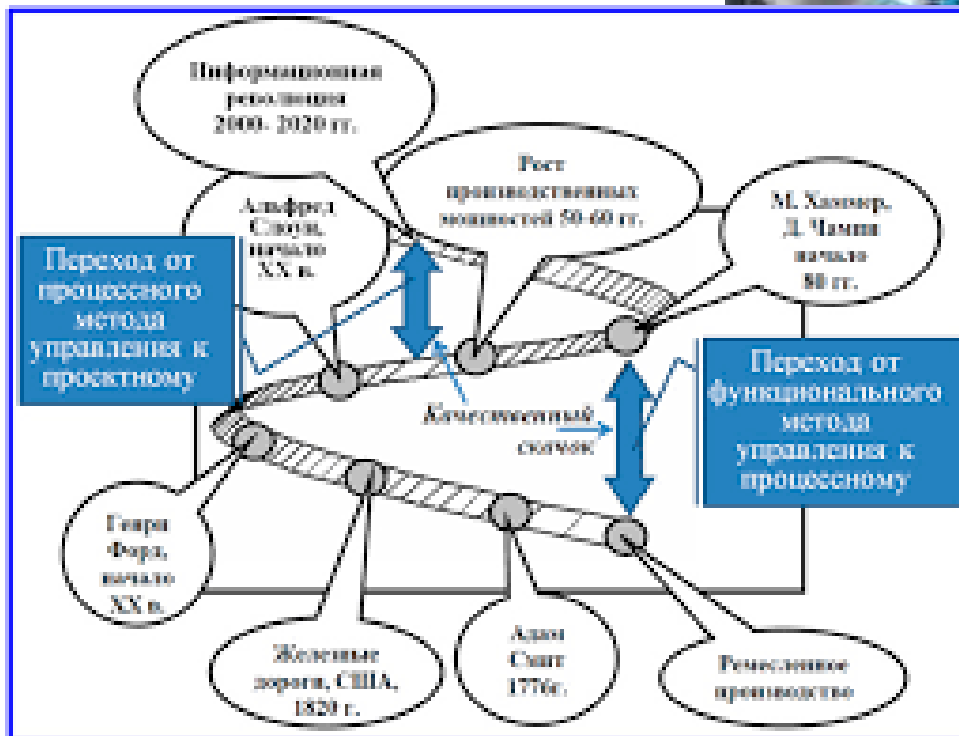 Информационная
революция
2000- 2020 гг.
Рост
производственных
мощностей 50-60 гг.
Альфред
Слоун,
начало
XX в.
М. Хаммер,
Д. Чампи
начало
80 гг.
Переход от
процессного
метода
управления к
проектному
Переход от
функционального
метода
управления к
процессному
Качественный
скачок
Генри
Форд,
начало
XX в.
Железные
дороги, США,
1820 г.
Адам
Смит
1776г.
Ремесленное
производство